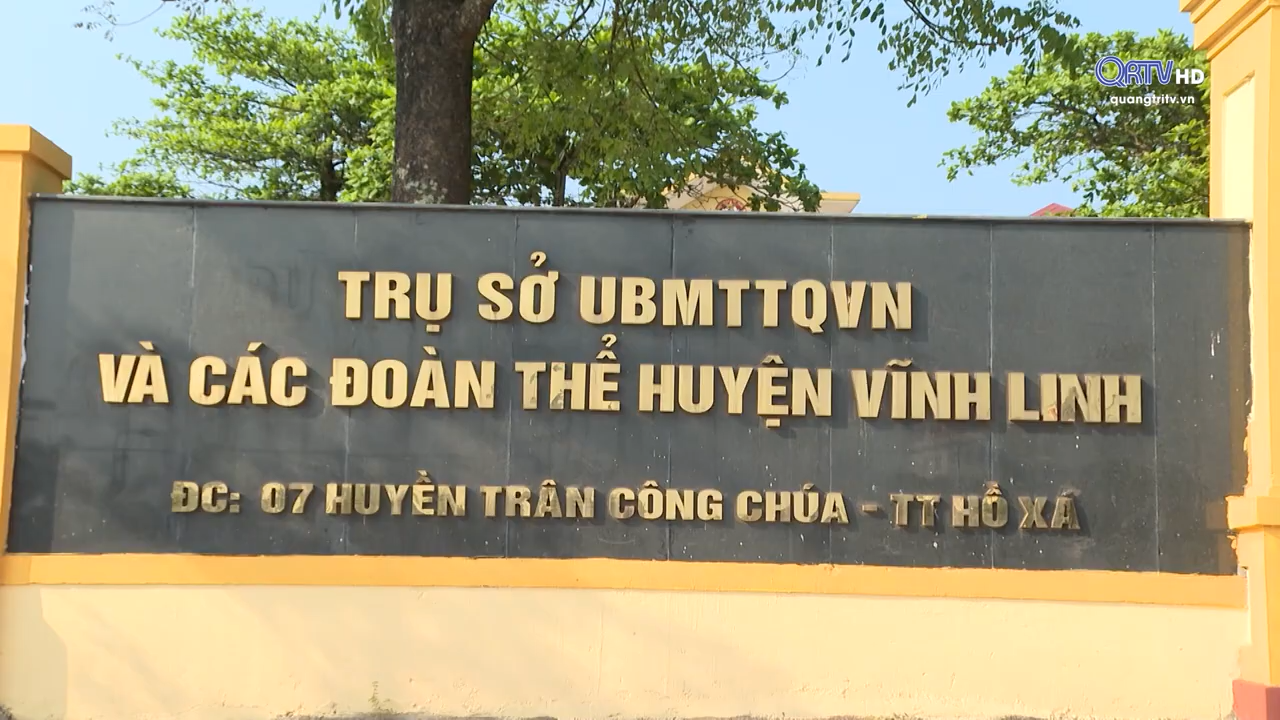 QRTV HD
quangtritv.vn
TRỤ SỞ UBMTTQVN
VÀ CÁC ĐOÀN THỂ HUYỆN VĨNH LINH
ĐC: 07 HUYỀN TRÂN CÔNG CHÚA - TT HỒ XÁ